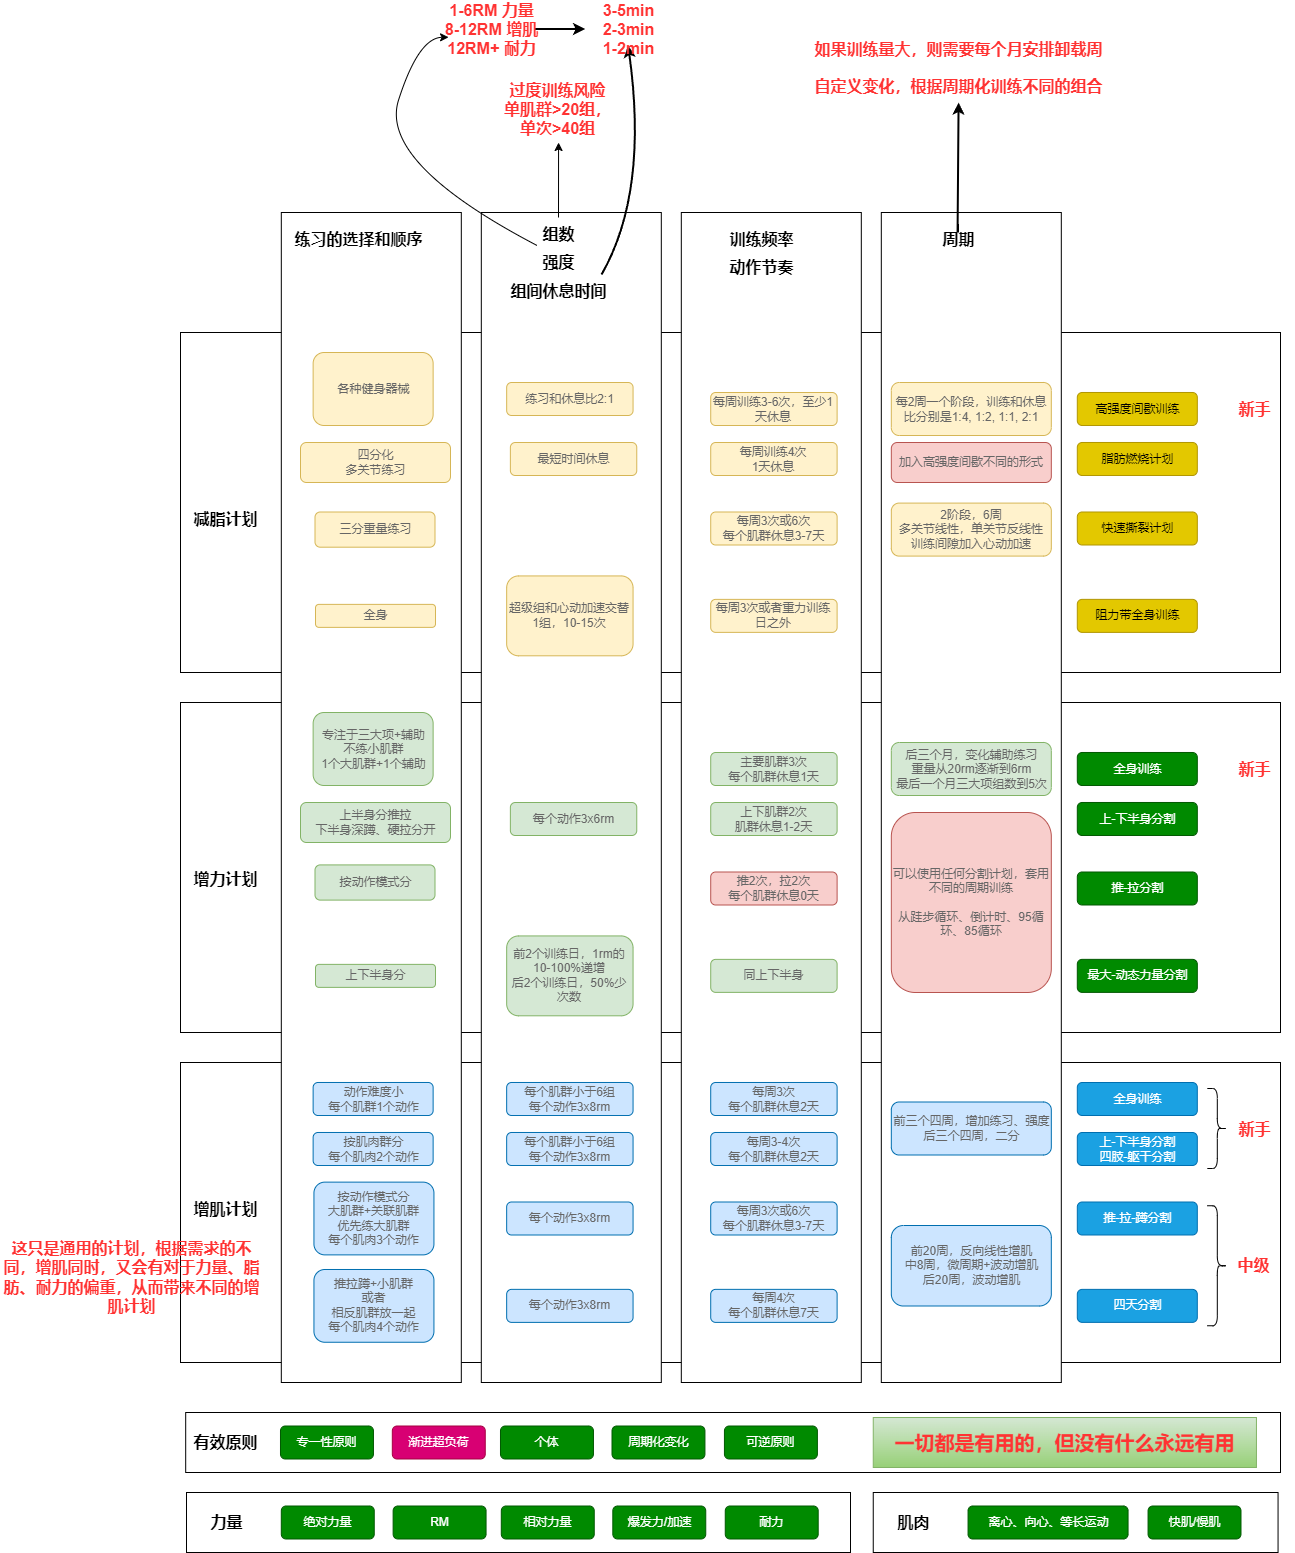 1-6RM 力量
8-12RM 增肌
12RM+ 耐力
3-5min
2-3min
1-2min
过度训练风险
单肌群>20组，
单次>40组
如果训练量大，则需要每个月安排卸载周
自定义变化，根据周期化训练不同的组合
练习的选择和顺序
组数
强度
组间休息时间
训练频率
动作节奏
周期
减脂计划
各种健身器械
练习和休息比2:1
每周训练3-6次，至少1
天休息
每2周一个阶段，训练和休息
比分别是1:4, 1:2, 1:1, 2:1
高强度间歇训练
新手
四分化
多关节练习
最短时间休息
每周训练4次
1天休息
加入高强度间歇不同的形式
脂肪燃烧计划
三分重量练习
每周3次或6次
每个肌群休息3-7天
2阶段，6周
多关节线性，单关节反线性
训练间隙加入心动加速
快速撕裂计划
全身
超级组和心动加速交替
1组，10-15次
每周3次或者重力训练
日之外
阻力带全身训练
增力计划
专注于三大项+辅助
不练小肌群
1个大肌群+1个辅助
主要肌群3次
每个肌群休息1天
后三个月，变化辅助练习
重量从20rm逐渐到6rm
最后一个月三大项组数到5次
全身训练
新手
上半身分推拉
下半身深蹲、硬拉分开
每个动作3x6rm
上下肌群2次
肌群休息1-2天
上-下半身分割
按动作模式分
推2次，拉2次
每个肌群休息0天
可以使用任何分割计划，套用
不同的周期训练
从跬步循环、倒计时、95循
环、85循环
推-拉分割
上下半身分
前2个训练日，1rm的
10-100%递增
后2个训练日，50%少
次数
同上下半身
最大-动态力量分割
增肌计划
动作难度小
每个肌群1个动作
每个肌群小于6组
每个动作3x8rm
每周3次
每个肌群休息2天
前三个四周，增加练习、强度
后三个四周，二分
全身训练
新手
按肌肉群分
每个肌肉2个动作
每个肌群小于6组
每个动作3x8rm
每周3-4次
每个肌群休息2天
上-下半身分割
四肢-躯干分割
按动作模式分
大肌群+关联肌群
优先练大肌群
每个肌肉3个动作
每个动作3x8rm
每周3次或6次
每个肌群休息3-7天
前20周，反向线性增肌
中8周，微周期+波动增肌
后20周，波动增肌
推-拉-蹲分割
中级
推拉蹲+小肌群
或者
相反肌群放一起
每个肌肉4个动作
每个动作3x8rm
每周4次
每个肌群休息7天
四天分割
这只是通用的计划，根据需求的不
同，增肌同时，又会有对于力量、脂
肪、耐力的偏重，从而带来不同的增
肌计划
有效原则
专一性原则
渐进超负荷
个体
周期化变化
可逆原则
一切都是有用的，但没有什么永远有用
力量
绝对力量
RM
相对力量
爆发力/加速
耐力
肌肉
离心、向心、等长运动
快肌/慢肌